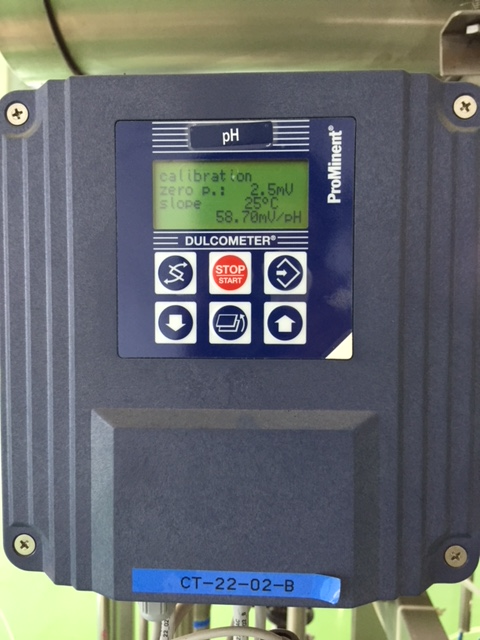 pH
ProMinent®
calibration
zero p.: 2.5mV
slope 25°C
58.70mV/pH
DULCOMETER®
STOP
START
CT-22-02-B